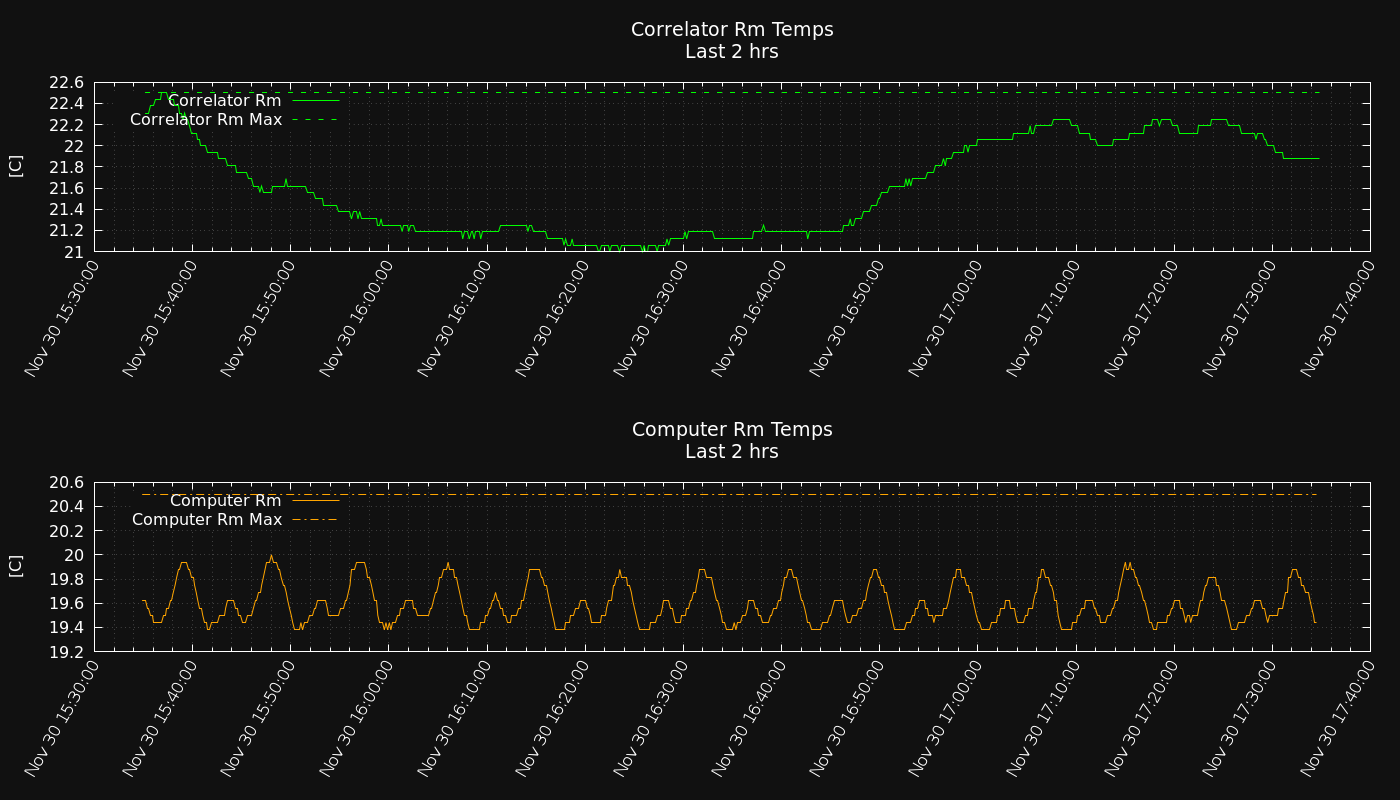 Correlator Rm Temps
Last 2 hrs
[C]
22.6
22.4
22.2
22
21.8
21.6
21.4
21.2
21
Correlator Rm
Correlator Rm Max
Nov 30 15:30:00
Nov 30 15:40:00
Nov 30 15:50:00
Nov 30 16:00:00
Nov 30 16:10:00
Nov 30 16:20:00
Nov 30 16:30:00
Nov 30 16:40:00
Nov 30 16:50:00
Nov 30 17:00:00
Nov 30 17:10:00
Nov 30 17:20:00
Nov 30 17:30:00
Nov 30 17:40:00
Computer Rm Temps
Last 2 hrs
[C]
20.6
20.4
20.2
20
19.8
19.6
19.4
19.2
Computer Rm
Computer Rm Max
Nov 30 15:30:00
Nov 30 15:40:00
Nov 30 15:50:00
Nov 30 16:00:00
Nov 30 16:10:00
Nov 30 16:20:00
Nov 30 16:30:00
Nov 30 16:40:00
Nov 30 16:50:00
Nov 30 17:00:00
Nov 30 17:10:00
Nov 30 17:20:00
Nov 30 17:30:00
Nov 30 17:40:00